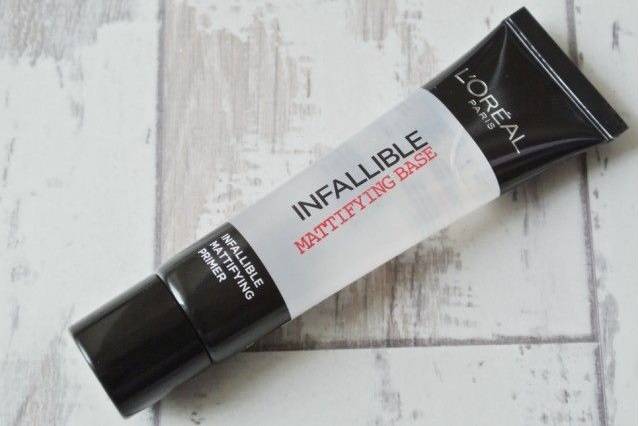 L'ORÉAL
PARIS
INFALLIBLE
MATTIFYING BASE
INFALLIBLE
MATTIFYING
PRIMER